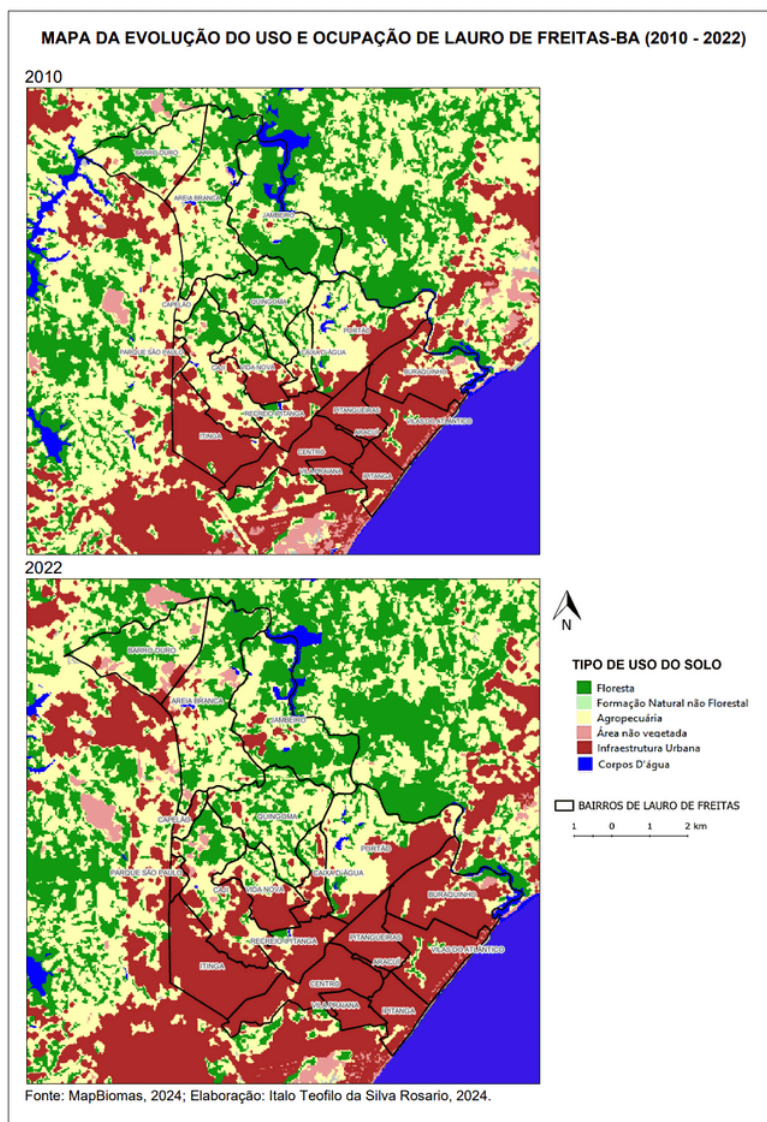 MAPA DA EVOLUÇÃO DO USO E OCUPAÇÃO DE LAURO DE FREITAS-BA (2010 - 2022)
2010
BARRO DURO
AREIA BRANCA
JAMBEIRO
CAPELÃO
QUINGOMA
PORTÃO
PARQUE SÃO PAULO
CAIXA D'ÁGUA
CAJI
VIDA NOVA
BURAQUINHO
RECREIO IPITANGA
PITANGUEIRAS
VILAS DO ATLÂNTICO
ITINGA
ARACUÍ
CENTRO
VILA PRAIANA
IPITANGA
2022
BARRO DURO
AREIA BRANCA
JAMBEIRO
CAPELÃO
QUINGOMA
PORTÃO
PARQUE SÃO PAULO
CAIXA D'ÁGUA
CAJI
VIDA NOVA
BURAQUINHO
RECREIO IPITANGA
PITANGUEIRAS
VILAS DO ATLÂNTICO
ITINGA
ARACUÍ
CENTRO
VILA PRAIANA
IPITANGA
N
TIPO DE USO DO SOLO
Floresta
Formação Natural não Florestal
Agropecuária
Área não vegetada
Infraestrutura Urbana
Corpos D'água
BAIRROS DE LAURO DE FREITAS
1 0 1 2 km
Fonte: MapBiomas, 2024; Elaboração: Italo Teofilo da Silva Rosario, 2024.